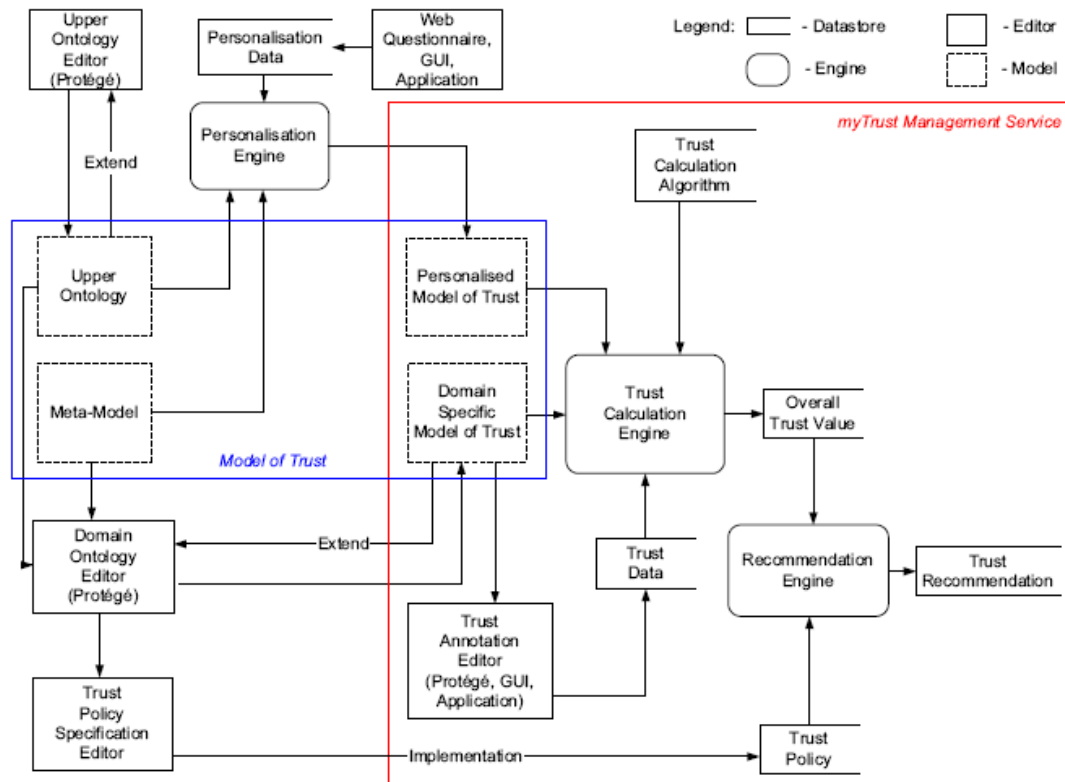 Upper
Ontology
Editor
(Protégé)
Personalisation
Data
Web
Questionnaire,
GUI,
Application
Legend:
- Datastore
- Editor
- Engine
- Model
myTrust Management Service
Personalisation
Engine
Extend
Trust
Calculation
Algorithm
Upper
Ontology
Personalised
Model of Trust
Meta-Model
Domain
Specific
Model of Trust
Trust
Calculation
Engine
Overall
Trust Value
Model of Trust
Domain
Ontology
Editor
(Protégé)
Extend
Trust
Data
Recommendation
Engine
Trust
Recommendation
Trust
Annotation
Editor
(Protégé, GUI,
Application)
Trust
Policy
Specification
Editor
Implementation
Trust
Policy